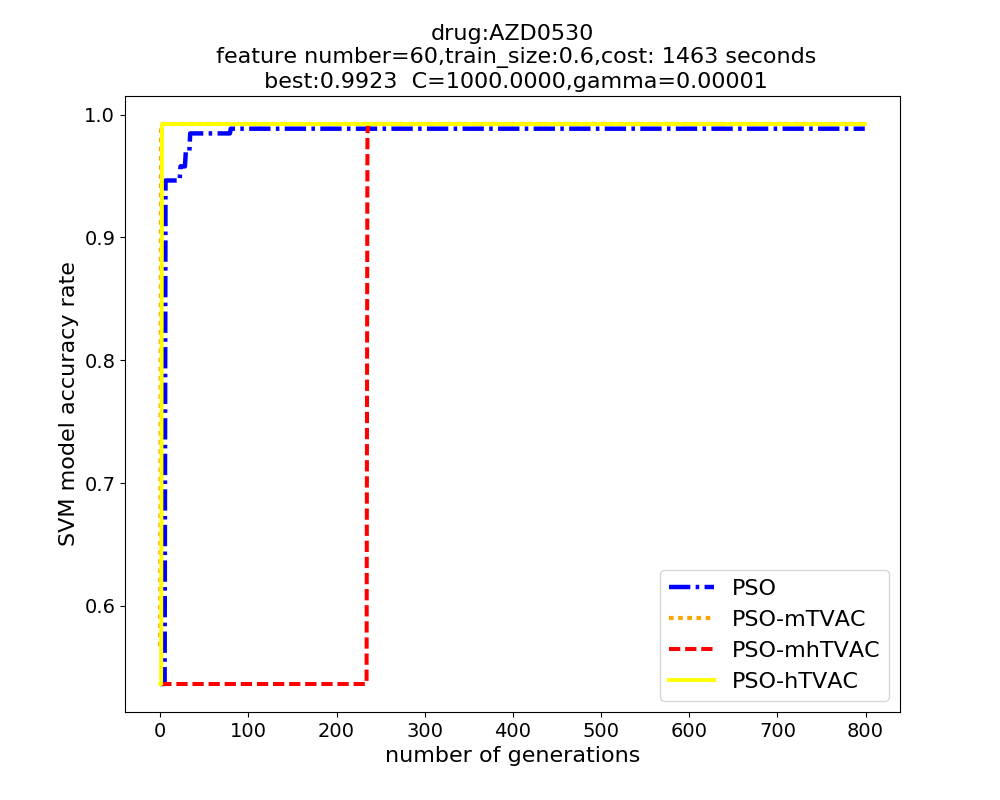 drug:AZD0530
feature number=60,train_size:0.6,cost: 1463 seconds
best:0.9923  C=1000.0000,gamma=0.00001
1.0
0.9
0.8
0.7
0.6
SVM model accuracy rate
PSO
PSO-mTVAC
PSO-mhTVAC
PSO-hTVAC
0 100 200 300 400 500 600 700 800
number of generations